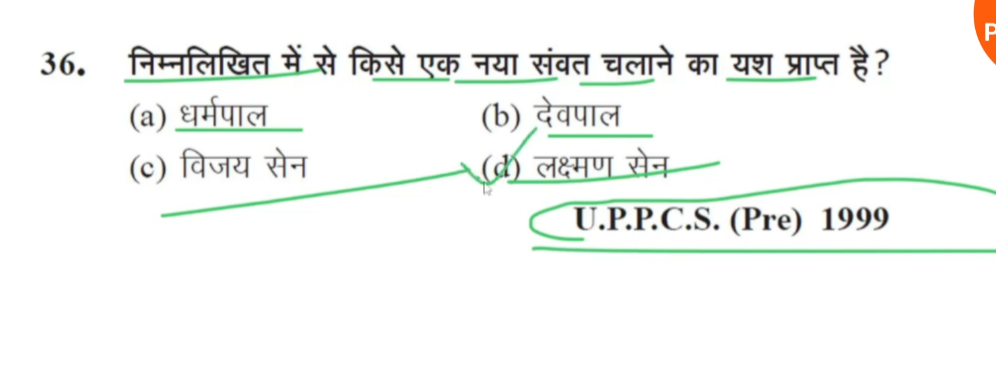 36. निम्नलिखित में से किसे एक नया संवत चलाने का यश प्राप्त है?
(a) धर्मपाल (b) देवपाल
(c) विजय सेन (d) लक्ष्मण सेन
U.P.P.C.S. (Pre) 1999
P